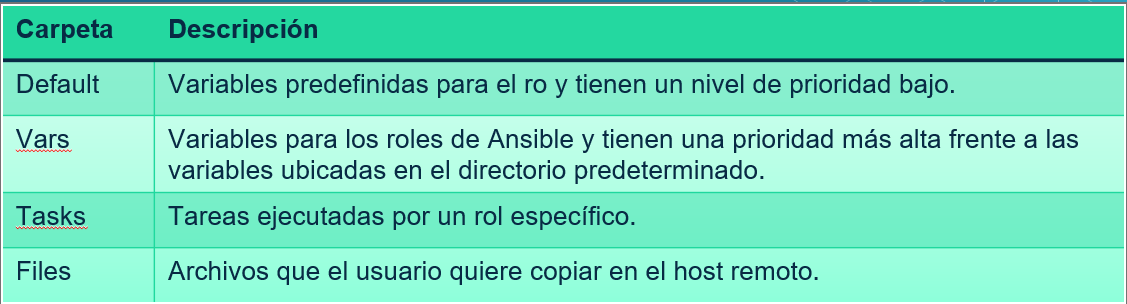 Carpeta Descripción
Default Variables predefinidas para el ro y tienen un nivel de prioridad bajo.
Vars Variables para los roles de Ansible y tienen una prioridad más alta frente a las
variables ubicadas en el directorio predeterminado.
Tasks Tareas ejecutadas por un rol específico.
Files Archivos que el usuario quiere copiar en el host remoto.